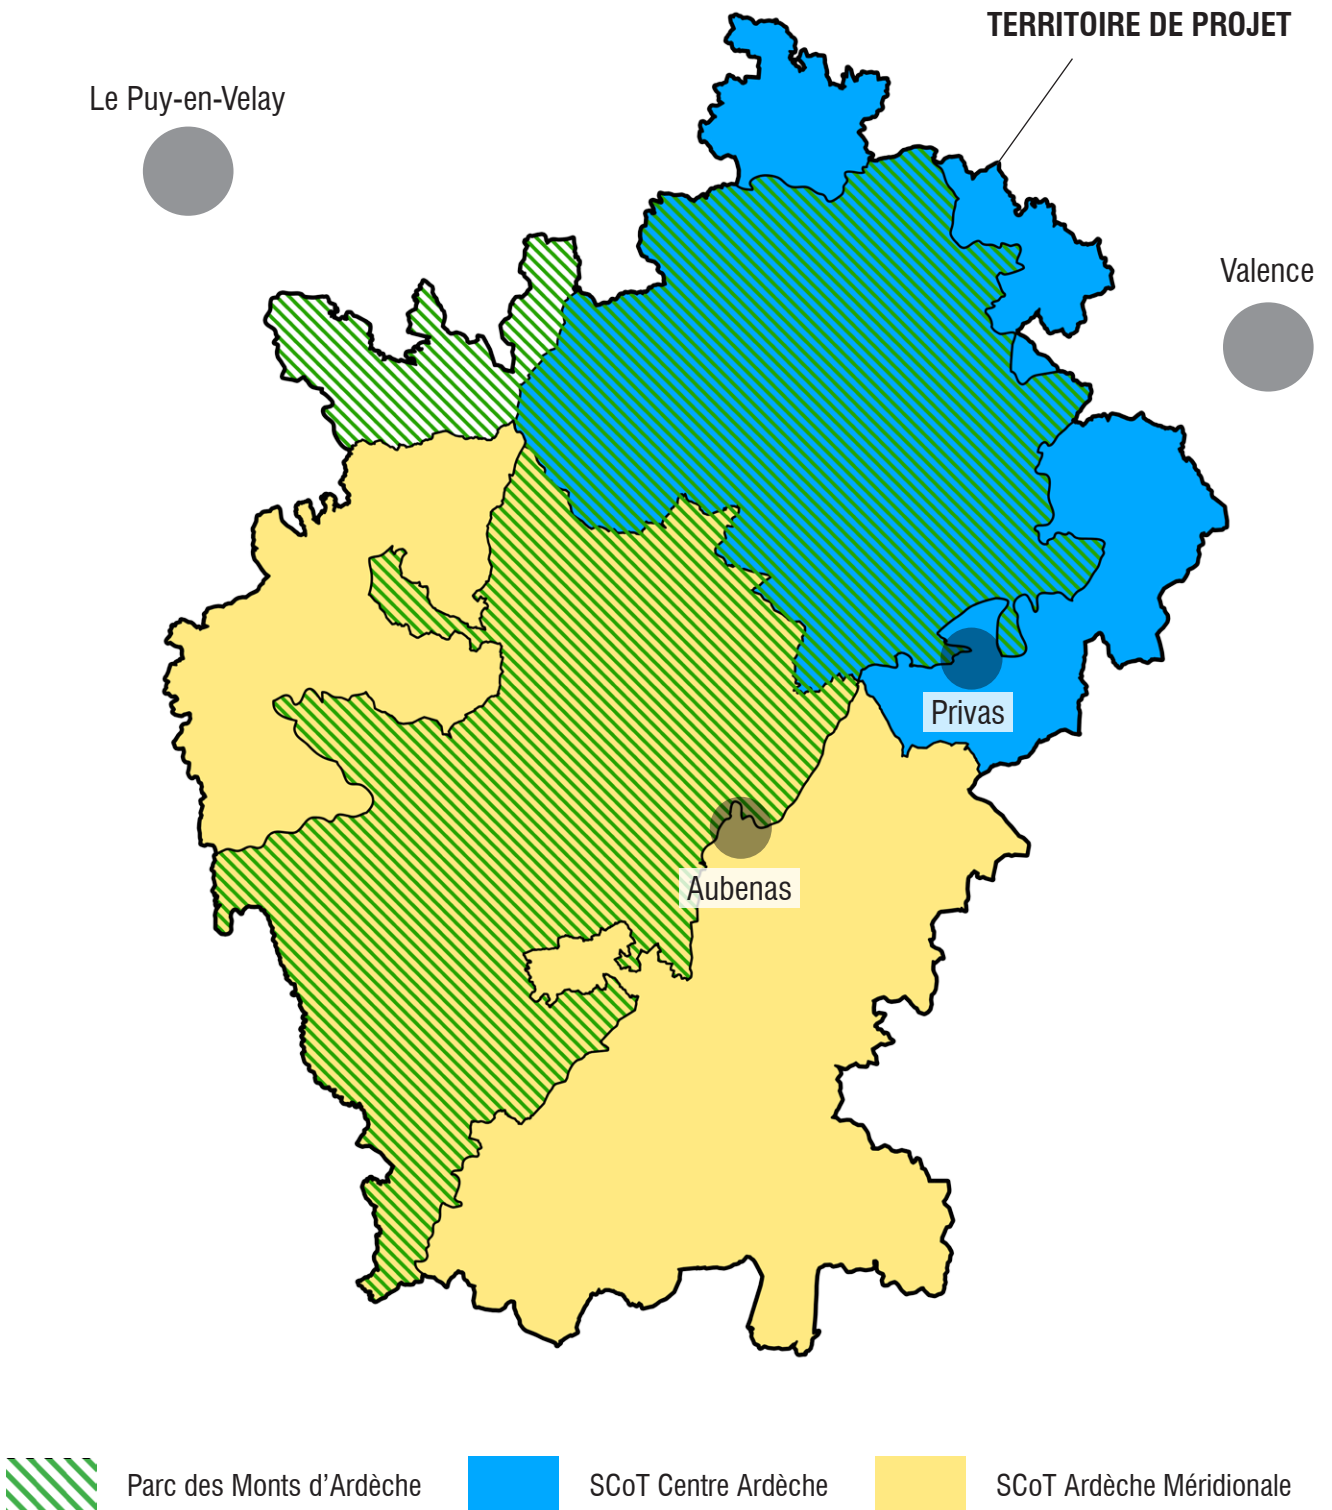 TERRITOIRE DE PROJET
Le Puy-en-Velay
Valence
Privas
Aubenas
Parc des Monts d'Ardèche
SCoT Centre Ardèche
SCoT Ardèche Méridionale